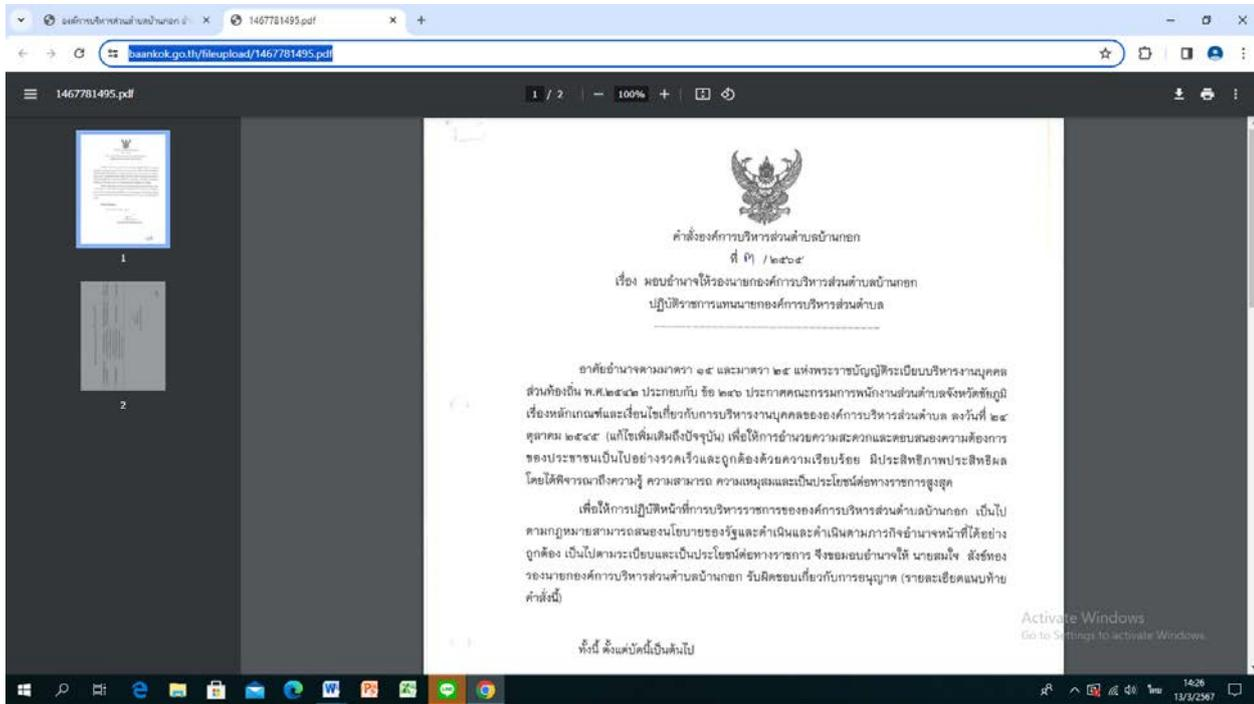 องค์การบริหารส่วนตำบลบ้านกอก อำ
1467781495.pdf
baankok.go.th/fileupload/1467781495.pdf
1467781495.pdf
1 / 2
100%
1
2
คำสั่งองค์การบริหารส่วนตำบลบ้านกอก
ที่ ๓ /๒๕๖๕
เรื่อง มอบอำนาจให้รองนายกองค์การบริหารส่วนตำบลบ้านกอก
ปฏิบัติราชการแทนนายกองค์การบริหารส่วนตำบล
อาศัยอำนาจตามมาตรา ๑๕ และมาตรา ๒๕ แห่งพระราชบัญญัติระเบียบบริหารงานบุคคล
ส่วนท้องถิ่น พ.ศ.๒๕๔๒ ประกอบกับ ข้อ ๒๔๖ ประกาศคณะกรรมการพนักงานส่วนตำบลจังหวัดชัยภูมิ
เรื่องหลักเกณฑ์และเงื่อนไขเกี่ยวกับการบริหารงานบุคคลขององค์การบริหารส่วนตำบล ลงวันที่ ๒๔
ตุลาคม ๒๕๔๕ (แก้ไขเพิ่มเติมถึงปัจจุบัน) เพื่อให้การอำนวยความสะดวกและตอบสนองความต้องการ
ของประชาชนเป็นไปอย่างรวดเร็วและถูกต้องด้วยความเรียบร้อย มีประสิทธิภาพประสิทธิผล
โดยได้พิจารณาถึงความรู้ ความสามารถ ความเหมาะสมและเป็นประโยชน์ต่อทางราชการสูงสุด
เพื่อให้การปฏิบัติหน้าที่การบริหารราชการขององค์การบริหารส่วนตำบลบ้านกอก เป็นไป
ตามกฎหมายสามารถสนองนโยบายของรัฐและดำเนินและดำเนินตามภารกิจอำนาจหน้าที่ได้อย่าง
ถูกต้อง เป็นไปตามระเบียบและเป็นประโยชน์ต่อทางราชการ จึงขอมอบอำนาจให้ นายสมใจ สังข์ทอง
รองนายกองค์การบริหารส่วนตำบลบ้านกอก รับผิดชอบเกี่ยวกับการอนุญาต (รายละเอียดแนบท้าย
คำสั่งนี้)
ทั้งนี้ ตั้งแต่บัดนี้เป็นต้นไป
Activate Windows
Go to Settings to activate Windows.
ไทย
14:26
13/3/2567